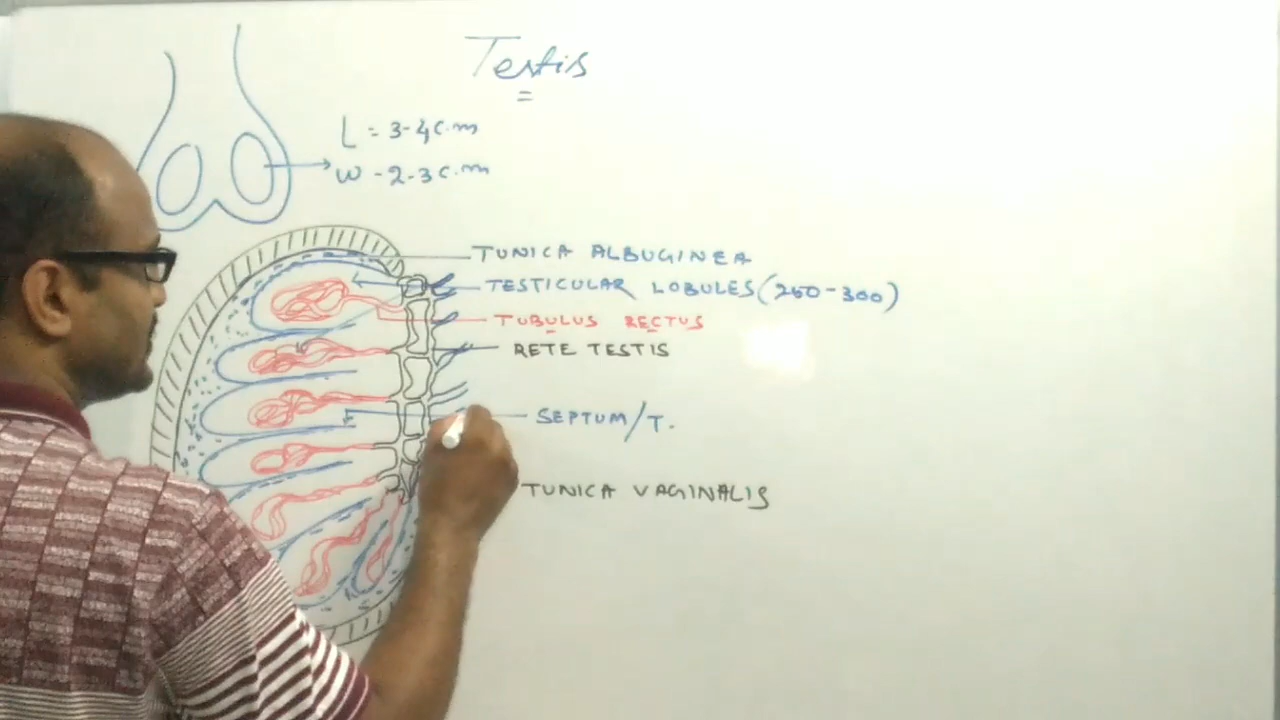 Testis
L = 3-4 c.m
W - 2-3 c.m
TUNICA ALBUGINEA
TESTICULAR LOBULES (250-300)
TUBULUS RECTUS
RETE TESTIS
SEPTUM/T.
TUNICA VAGINALIS